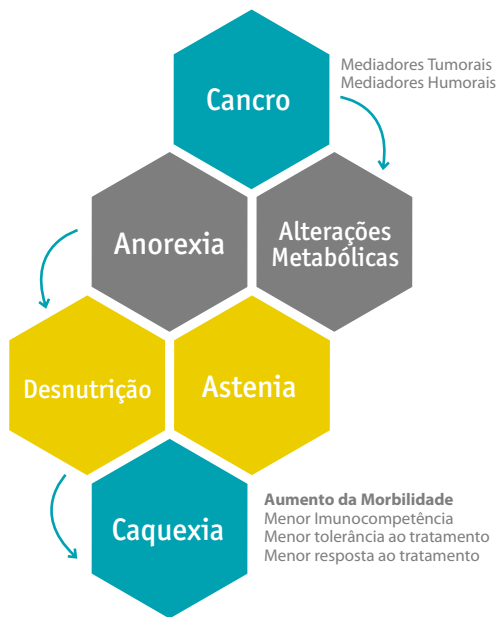 Mediadores Tumorais
Mediadores Humorais
Cancro
Anorexia
Alterações
Metabólicas
Desnutrição
Astenia
Caquexia
Aumento da Morbilidade
Menor Imunocompetência
Menor tolerância ao tratamento
Menor resposta ao tratamento